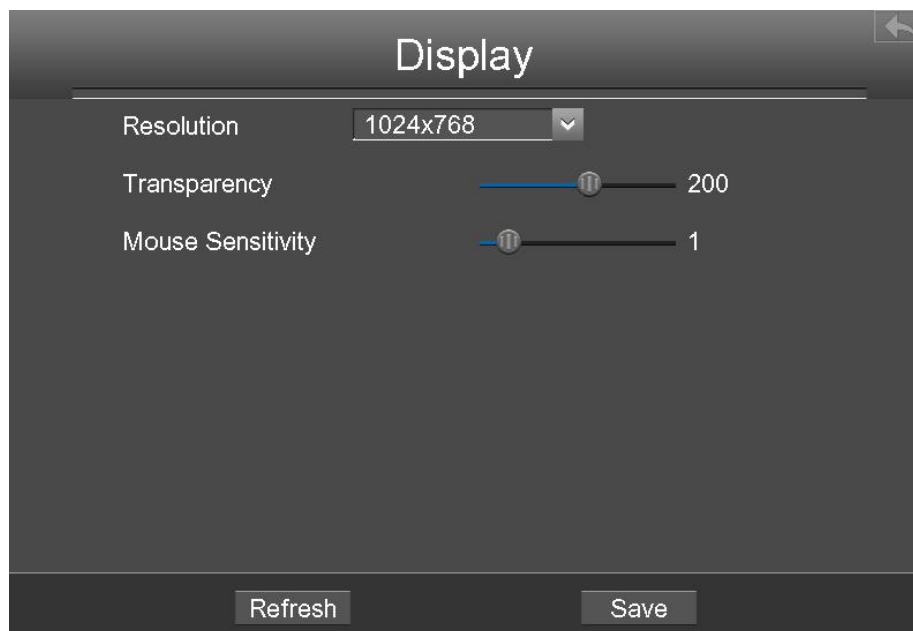 Display
Resolution 1024x768
Transparency 200
Mouse Sensitivity 1
Refresh Save